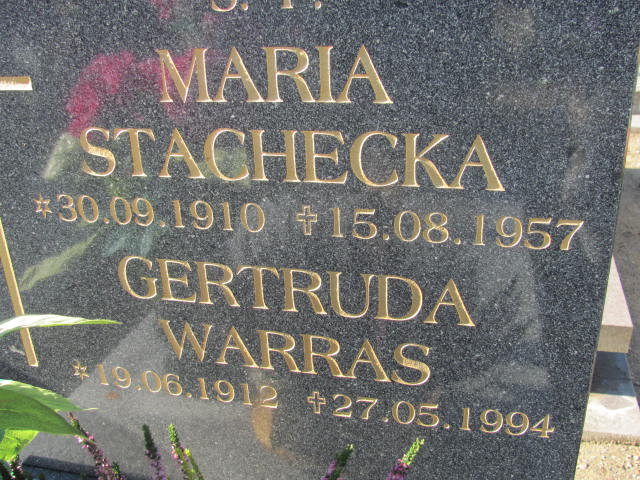 Ś. P.
MARIA
STACHECKA
*30.09.1910 ✝15.08.1957
GERTRUDA
WARRAS
*19.06.1912 ✝27.05.1994